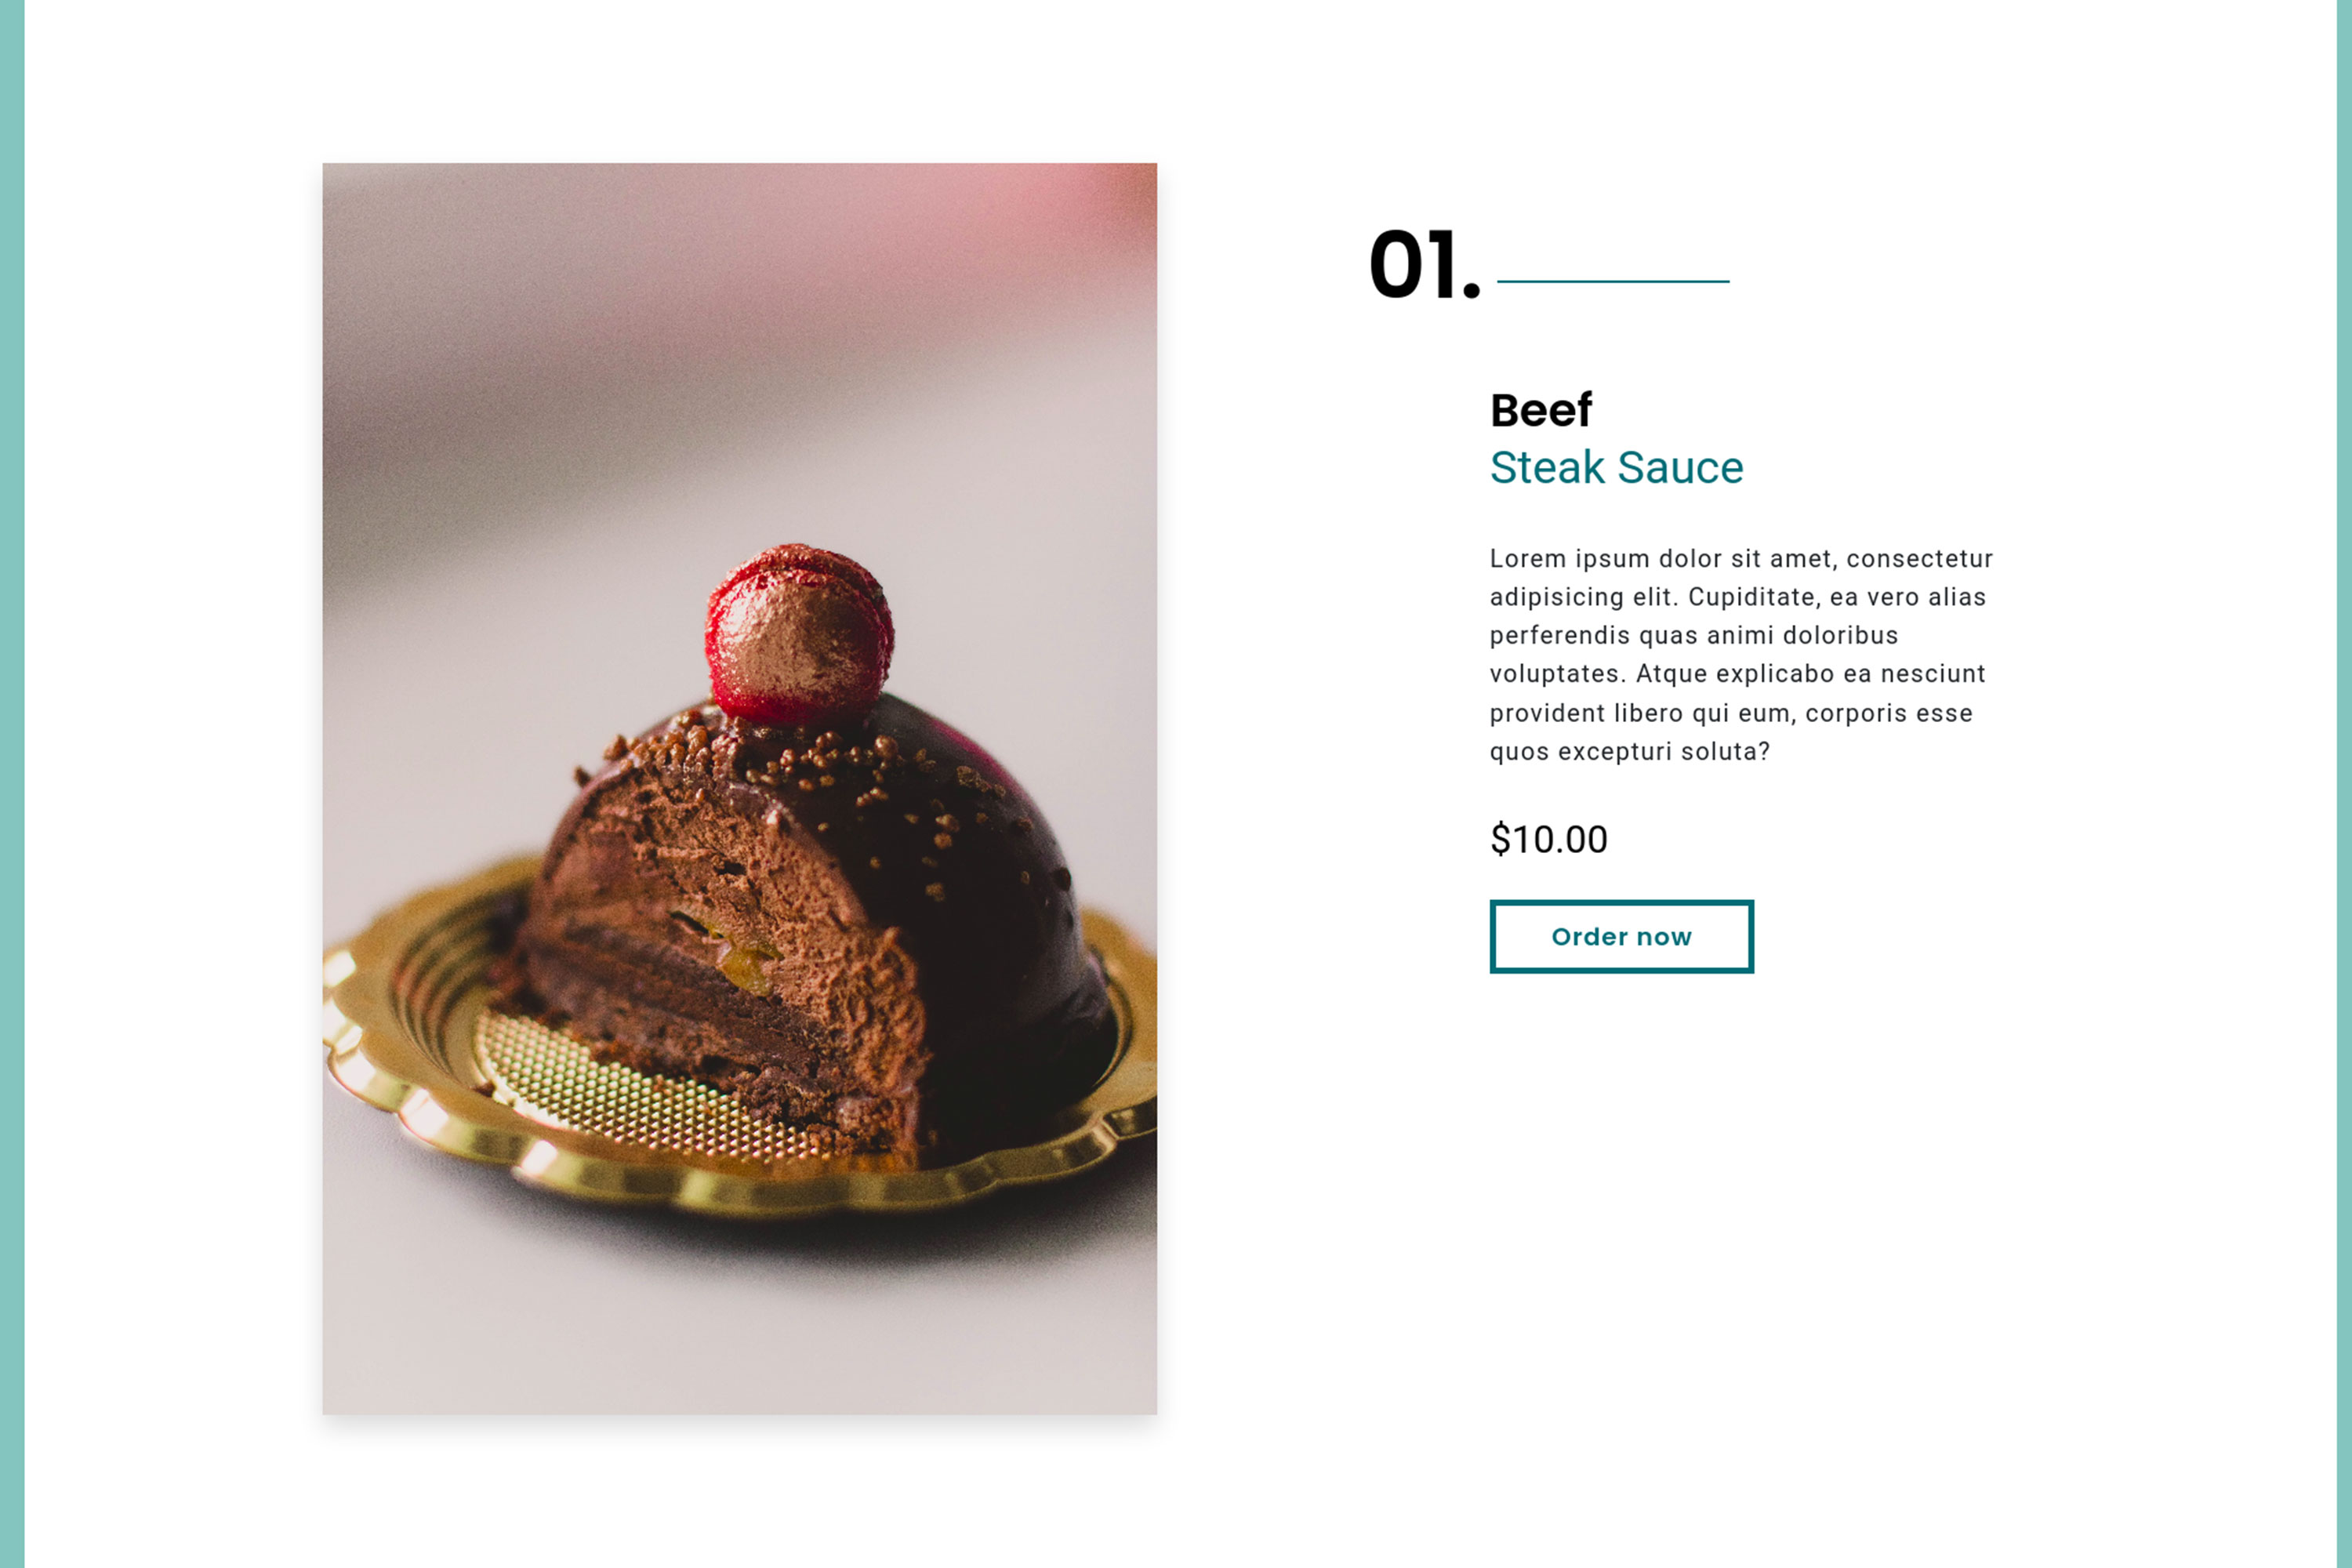 01.
Beef
Steak Sauce
Lorem ipsum dolor sit amet, consectetur
adipisicing elit. Cupiditate, ea vero alias
perferendis quas animi doloribus
voluptates. Atque explicabo ea nesciunt
provident libero qui eum, corporis esse
quos excepturi soluta?
$10.00
Order now